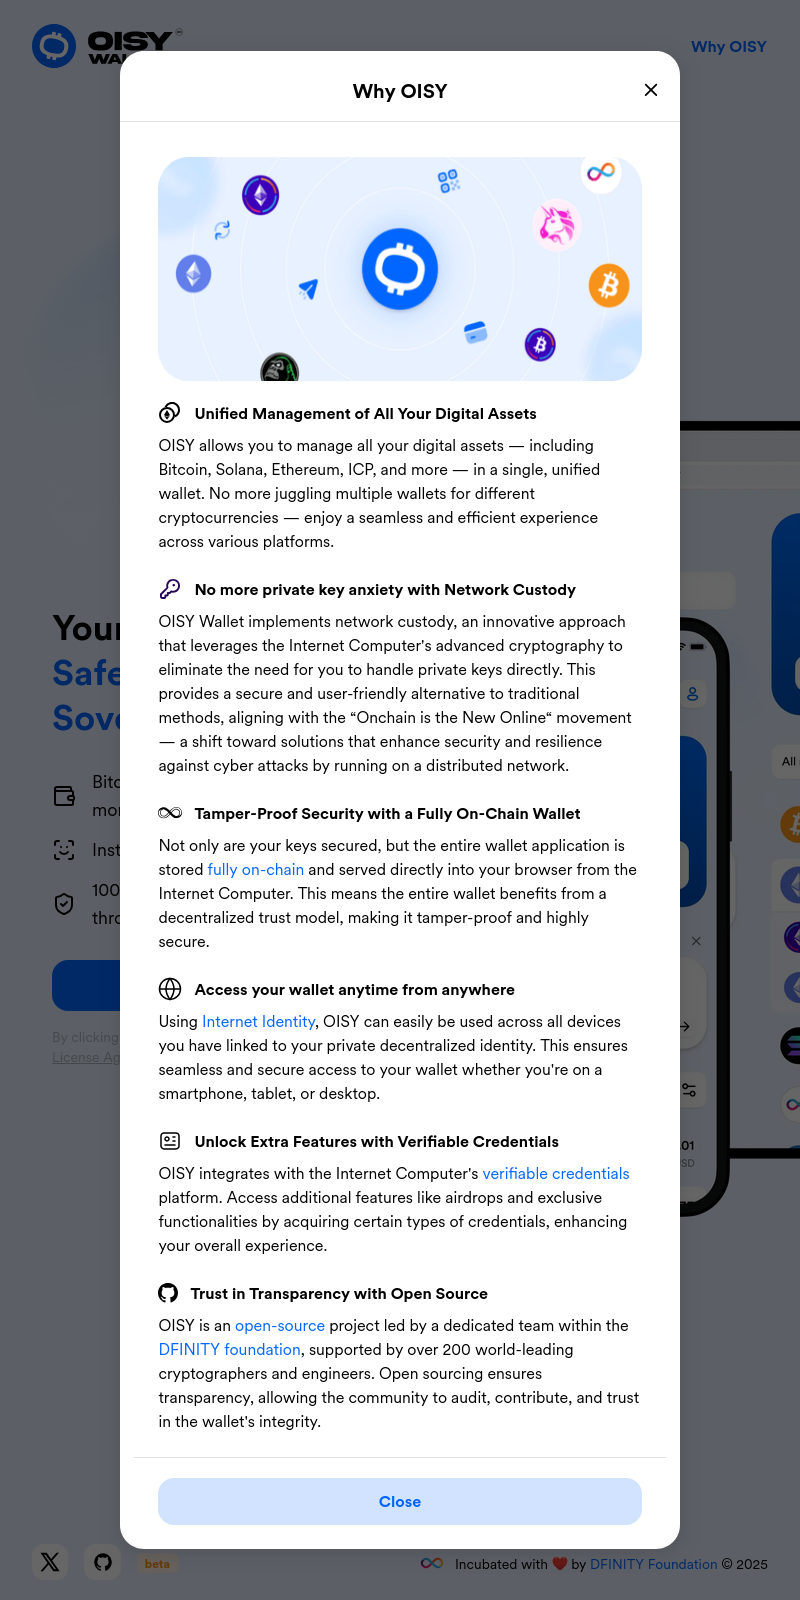 OISY
Why OISY
Why OISY
Unified Management of All Your Digital Assets
OISY allows you to manage all your digital assets — including
Bitcoin, Solana, Ethereum, ICP, and more — in a single, unified
wallet. No more juggling multiple wallets for different
cryptocurrencies — enjoy a seamless and efficient experience
across various platforms.
No more private key anxiety with Network Custody
OISY Wallet implements network custody, an innovative approach
that leverages the Internet Computer's advanced cryptography to
eliminate the need for you to handle private keys directly. This
provides a secure and user-friendly alternative to traditional
methods, aligning with the “Onchain is the New Online“ movement
— a shift toward solutions that enhance security and resilience
against cyber attacks by running on a distributed network.
Tamper-Proof Security with a Fully On-Chain Wallet
Not only are your keys secured, but the entire wallet application is
stored fully on-chain and served directly into your browser from the
Internet Computer. This means the entire wallet benefits from a
decentralized trust model, making it tamper-proof and highly
secure.
Access your wallet anytime from anywhere
Using Internet Identity, OISY can easily be used across all devices
you have linked to your private decentralized identity. This ensures
seamless and secure access to your wallet whether you're on a
smartphone, tablet, or desktop.
Unlock Extra Features with Verifiable Credentials
OISY integrates with the Internet Computer's verifiable credentials
platform. Access additional features like airdrops and exclusive
functionalities by acquiring certain types of credentials, enhancing
your overall experience.
Trust in Transparency with Open Source
OISY is an open-source project led by a dedicated team within the
DFINITY foundation, supported by over 200 world-leading
cryptographers and engineers. Open sourcing ensures
transparency, allowing the community to audit, contribute, and trust
in the wallet's integrity.
Close
By clicking
License
All
100
beta
Incubated with ❤️ by DFINITY Foundation © 2025